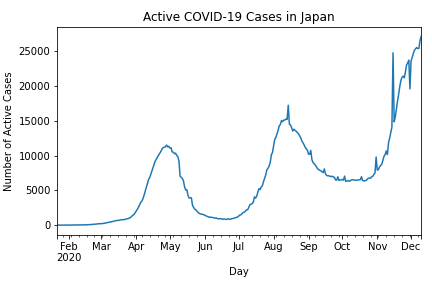 Active COVID-19 Cases in Japan
Number of Active Cases
25000
20000
15000
10000
5000
0
Feb Mar Apr May Jun Jul Aug Sep Oct Nov Dec
2020
Day